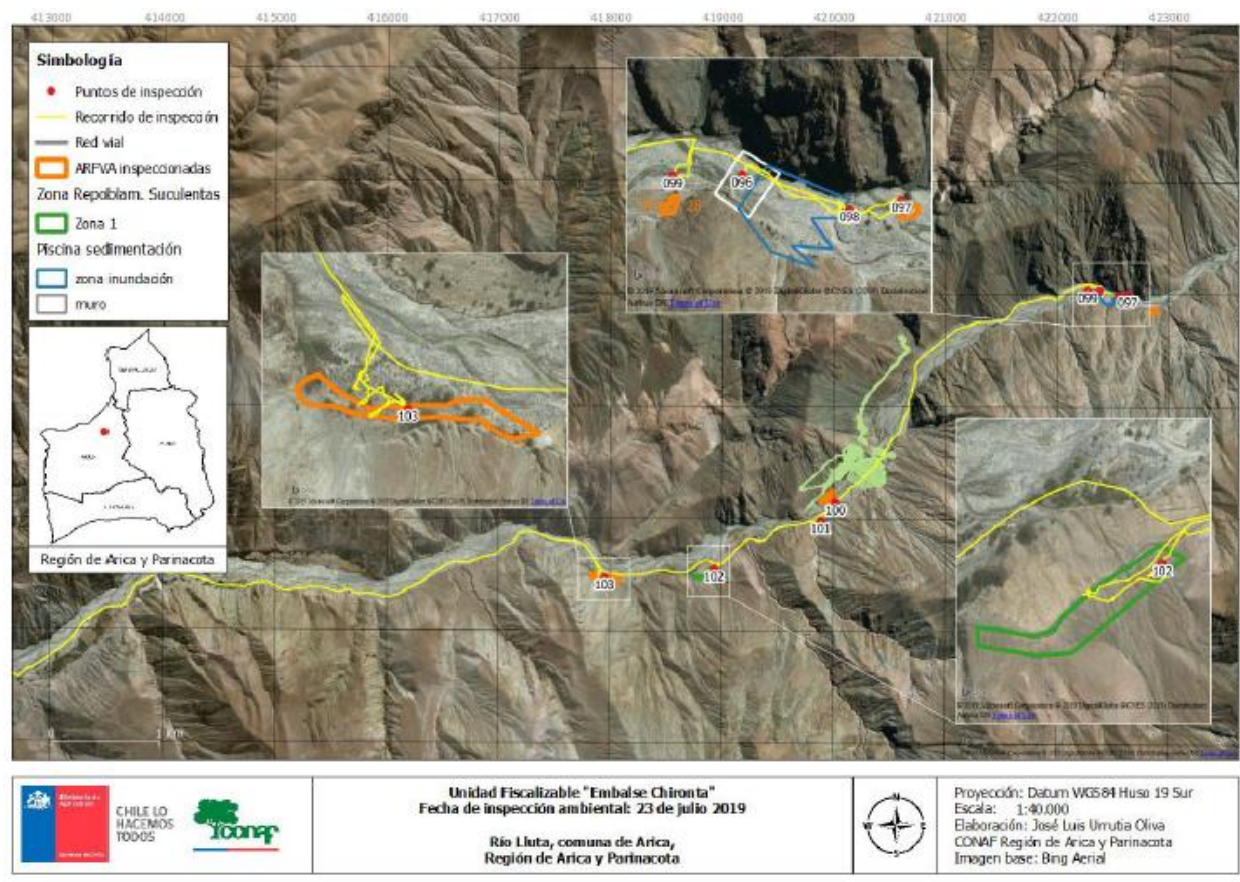 413000 414000 415000 416000 417000 418000 419000 420000 421000 422000 423000
Simbología
Puntos de inspección
Recorrido de inspección
Red vial
ARFVA inspeccionadas
Zona Repoblam. Suculentas
Zona 1
Piscina sedimentación
zona inundación
muro
Región de Arica y Parinacota
099
096
098
097
103
099
097
100
101
102
103
102
0 1 km
CHILE LO
HACEMOS
TODOS
conaf
Unidad Fiscalizable "Embalse Chironta"
Fecha de inspección ambiental: 23 de julio 2019
Río Lluta, comuna de Arica,
Región de Arica y Parinacota
N
W E
S
Proyección: Datum WGS84 Huso 19 Sur
Escala: 1:40.000
Elaboración: José Luis Urrutia Oliva
CONAF Región de Arica y Parinacota
Imagen base: Bing Aerial